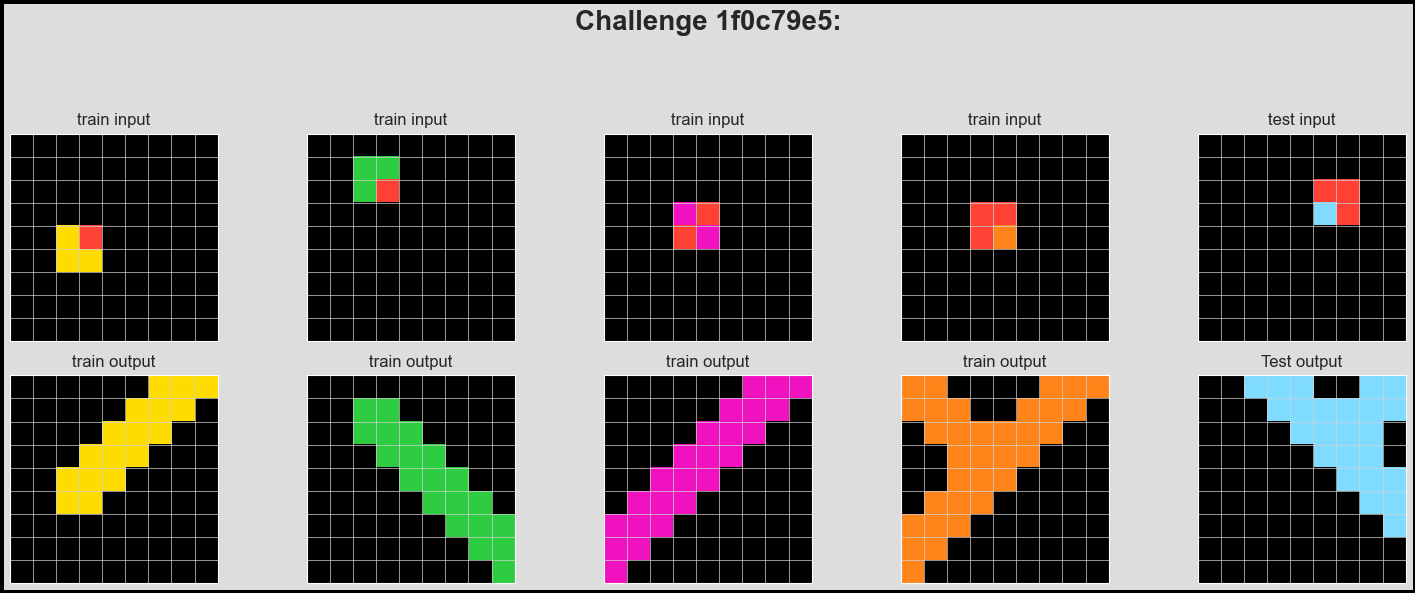 Challenge 1f0c79e5:
train input train input train input train input test input
train output train output train output train output Test output